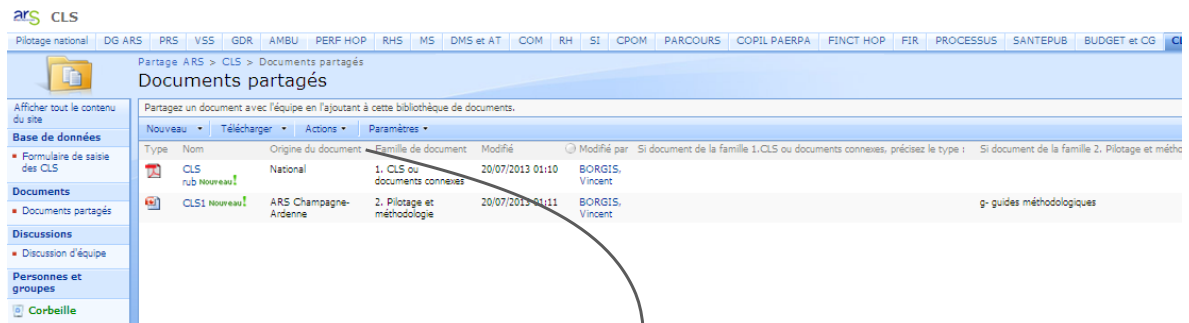 ars CLS
Pilotage national DG ARS PRS VSS GDR AMBU PERF HOP RHS MS DMS et AT COM RH SI CPOM PARCOURS COPIL PAERPA FINCT HOP FIR PROCESSUS SANTEPUB BUDGET et CG
Partage ARS > CLS > Documents partagés
Documents partagés
Afficher tout le contenu
du site
Partagez un document avec l'équipe en l'ajoutant à cette bibliothèque de documents.
Nouveau Télécharger Actions Paramètres
Base de données
Type Nom Origine du document Famille de document Modifié Modifié par Si document de la famille 1.CLS ou documents connexes, précisez le type : Si document de la famille 2. Pilotage et métho
Formulaire de saisie
des CLS
CLS National 1. CLS ou 20/07/2013 01:10 BORGIS,
rub Nouveau! documents connexes Vincent
Documents
CLS1 Nouveau! ARS Champagne- 2. Pilotage et 20/07/2013 01:11 BORGIS, g- guides méthodologiques
Ardenne méthodologie Vincent
Documents partagés
Discussions
Discussion d'équipe
Personnes et
groupes
Corbeille